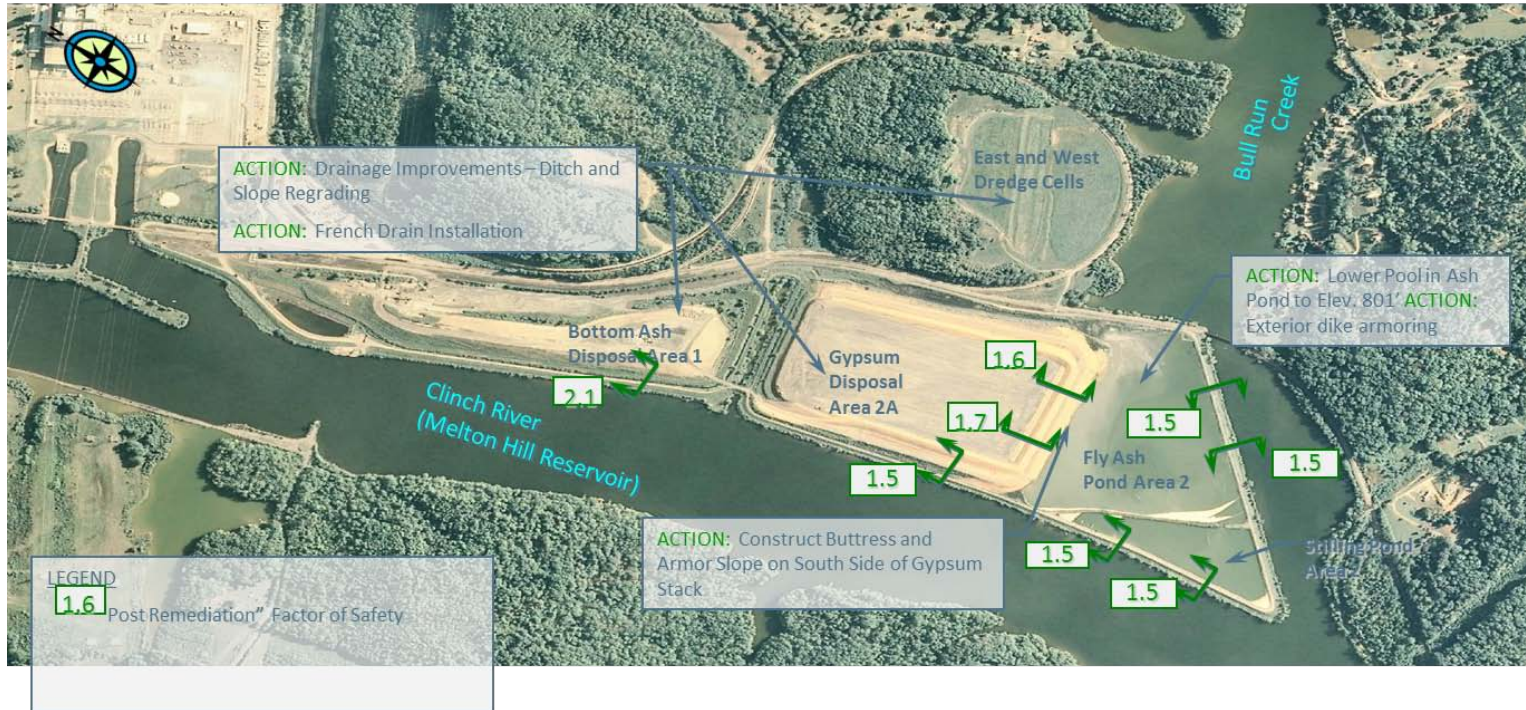 N
ACTION: Drainage Improvements – Ditch and
Slope Regrading
ACTION: French Drain Installation
East and West
Dredge Cells
Bull Run
Creek
ACTION: Lower Pool in Ash
Pond to Elev. 801’ ACTION:
Exterior dike armoring
Bottom Ash
Disposal Area 1
2.1
Gypsum
Disposal
Area 2A
1.6
1.7
1.5
1.5
Clinch River
(Melton Hill Reservoir)
1.5
Fly Ash
Pond Area 2
ACTION: Construct Buttress and
Armor Slope on South Side of Gypsum
Stack
1.5
1.5
Stilling Pond
Area 2
LEGEND
1.6
Post Remediation” Factor of Safety